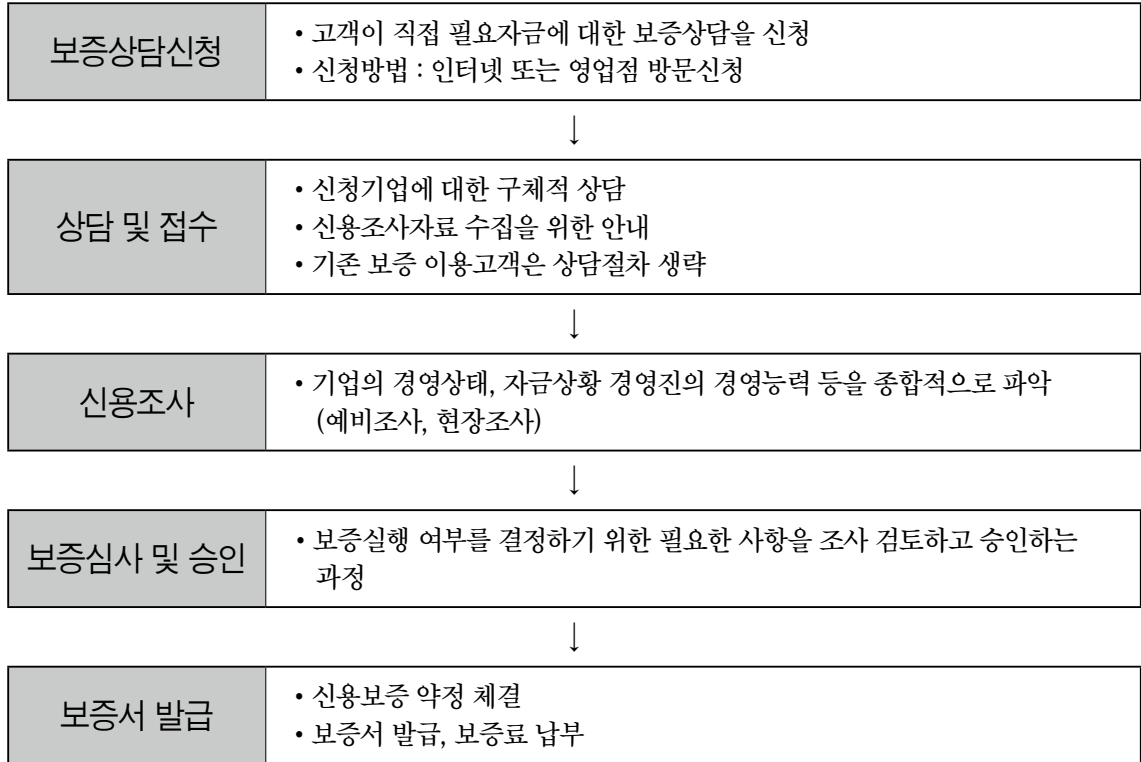 보증상담신청
• 고객이 직접 필요자금에 대한 보증상담을 신청
• 신청방법 : 인터넷 또는 영업점 방문신청
↓
상담 및 접수
• 신청기업에 대한 구체적 상담
• 신용조사자료 수집을 위한 안내
• 기존 보증 이용고객은 상담절차 생략
↓
신용조사
• 기업의 경영상태, 자금상황 경영진의 경영능력 등을 종합적으로 파악
(예비조사, 현장조사)
↓
보증심사 및 승인
• 보증실행 여부를 결정하기 위한 필요한 사항을 조사 검토하고 승인하는
과정
↓
보증서 발급
• 신용보증 약정 체결
• 보증서 발급, 보증료 납부